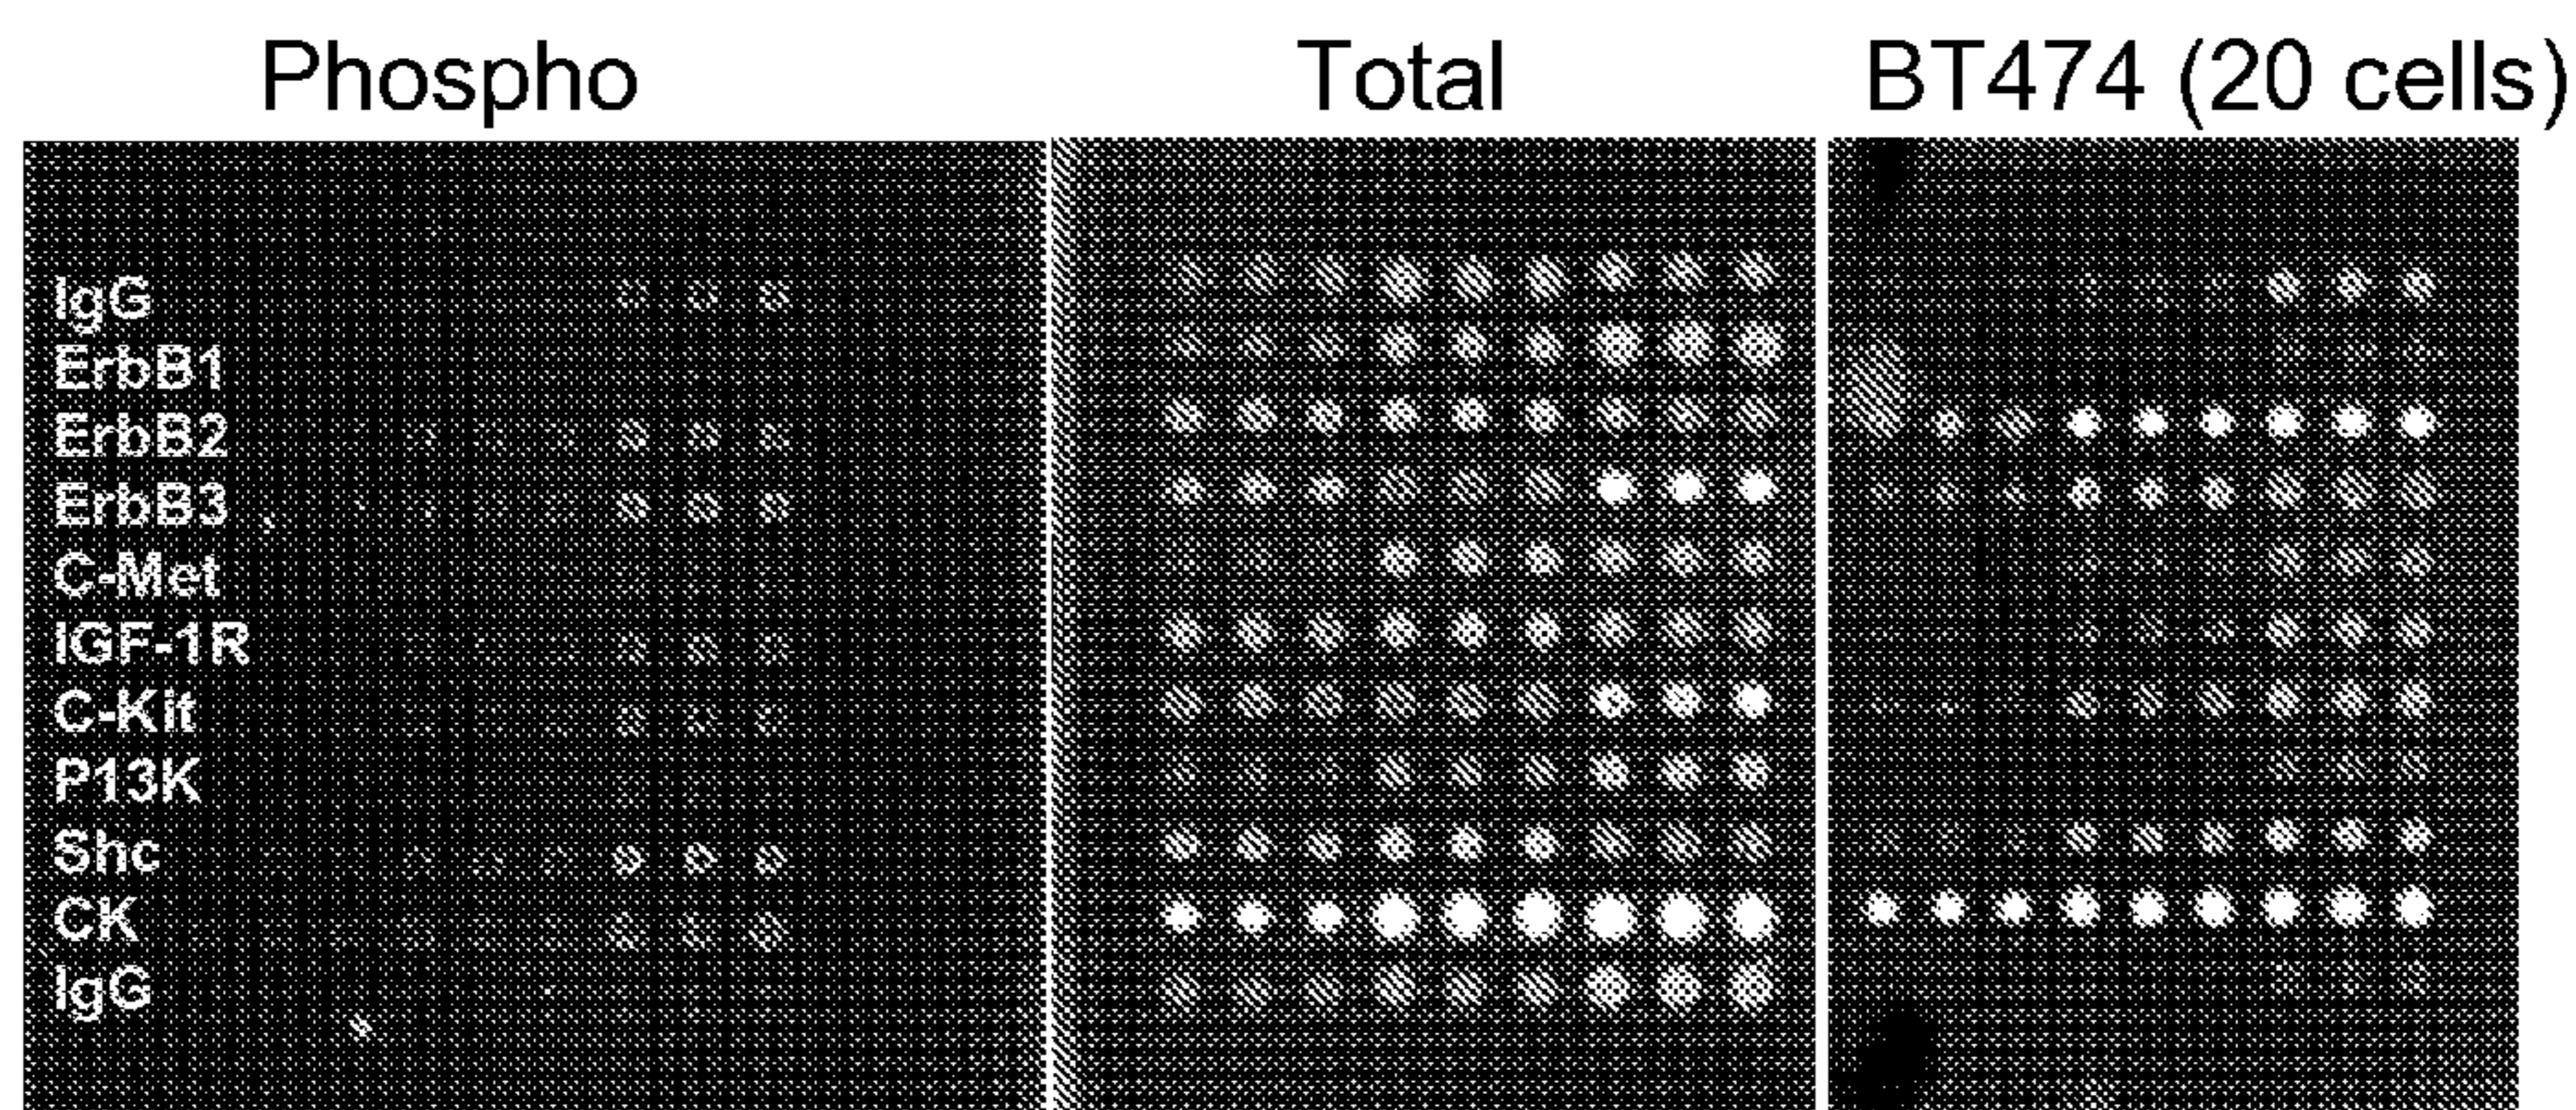 Phospho Total BT474 (20 cells)
IgG
ErbB1
ErbB2
ErbB3
C-Met
IGF-1R
C-Kit
P13K
Shc
CK
IgG